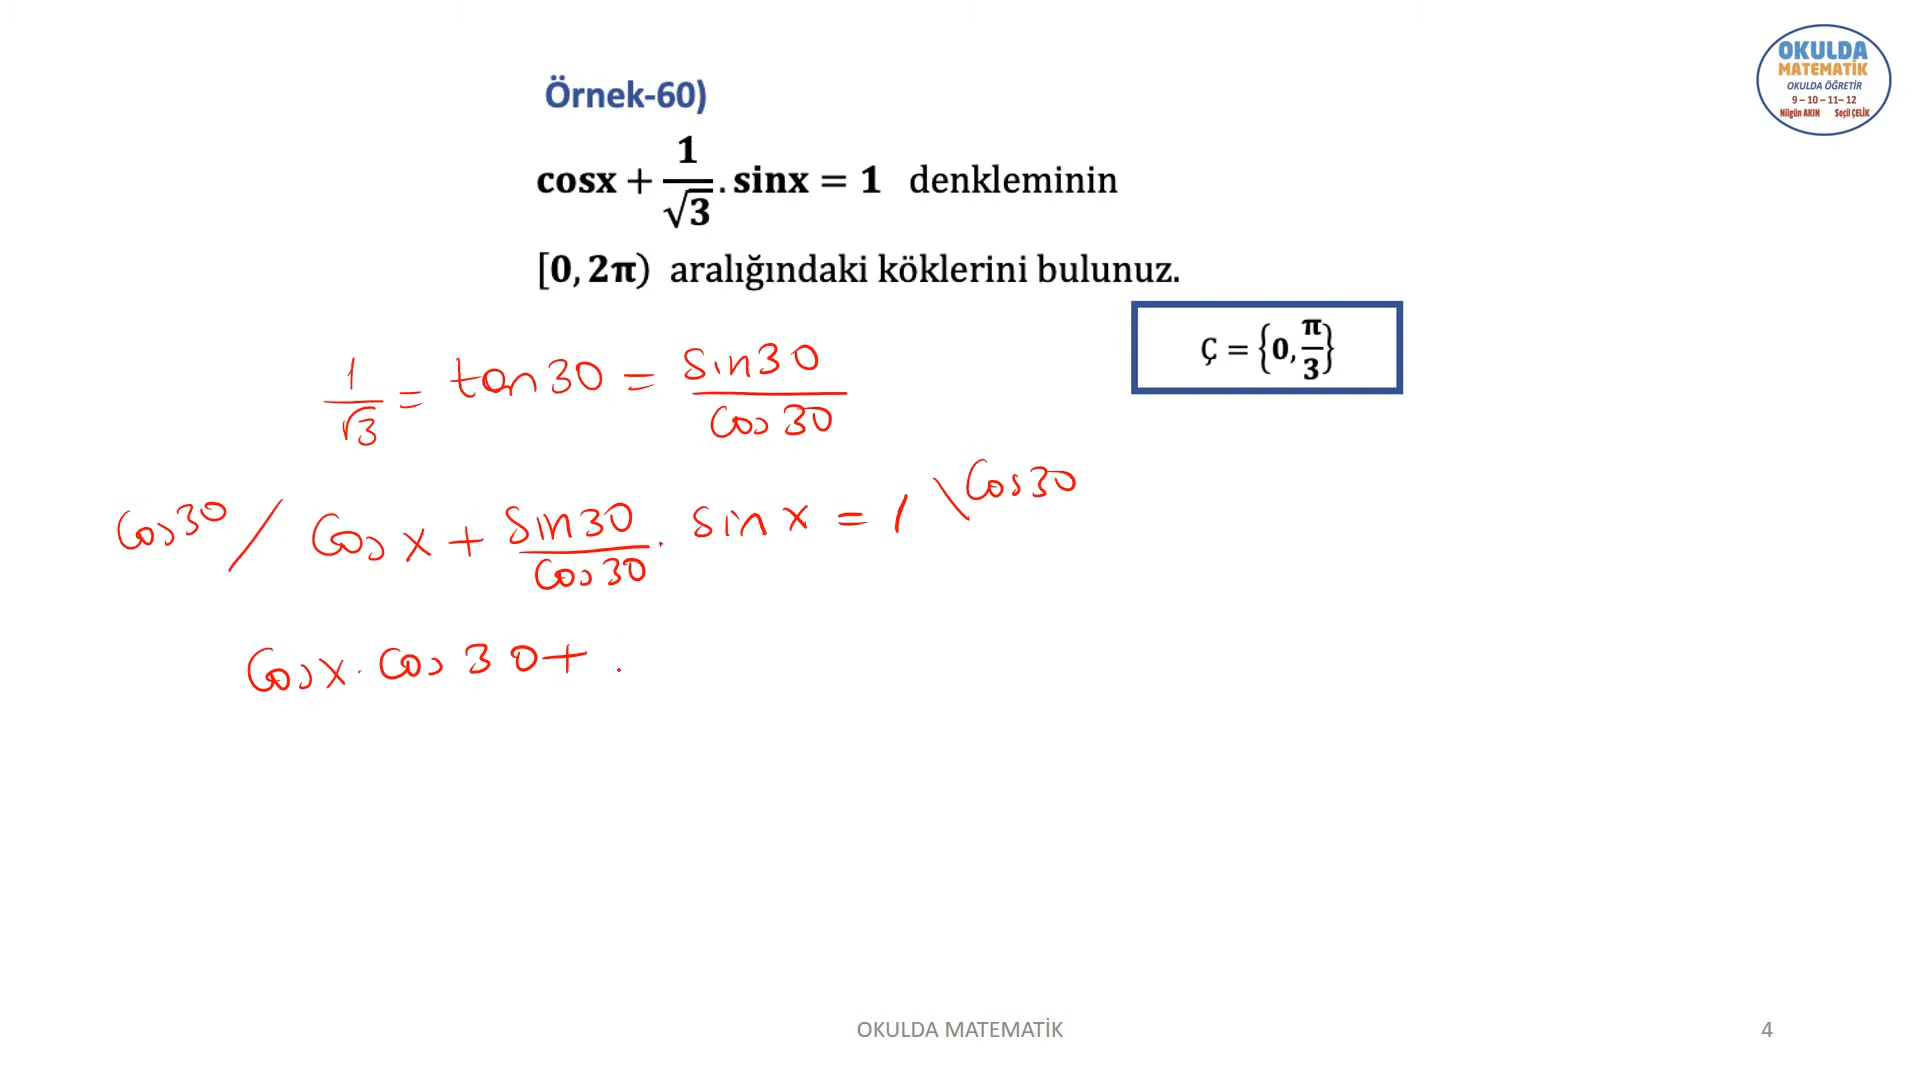 OKULDA
MATEMATİK
OKULDA ÖĞRETİR
9 – 10 – 11– 12
Nilgün AKIN Seçil ÇELİK
Örnek-60)
cosx + 1/√3 . sinx = 1 denkleminin
[0, 2π) aralığındaki köklerini bulunuz.
Ç = {0, π/3}
1/√3 = tan30 = sin30/cos30
Cos30 / Cos x + Sin30/Cos30 . sin x = 1 \ Cos30
Cosx . Cos 30 + .
OKULDA MATEMATİK
4